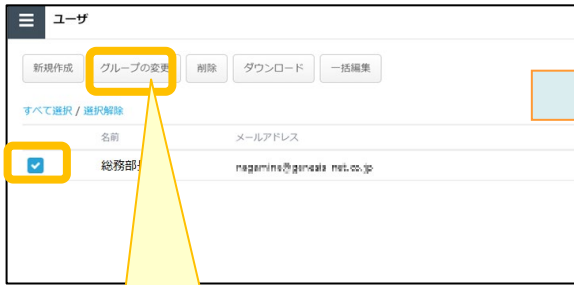 ユーザ
新規作成 グループの変更 削除 ダウンロード 一括編集
すべて選択 / 選択解除
名前 メールアドレス
総務部